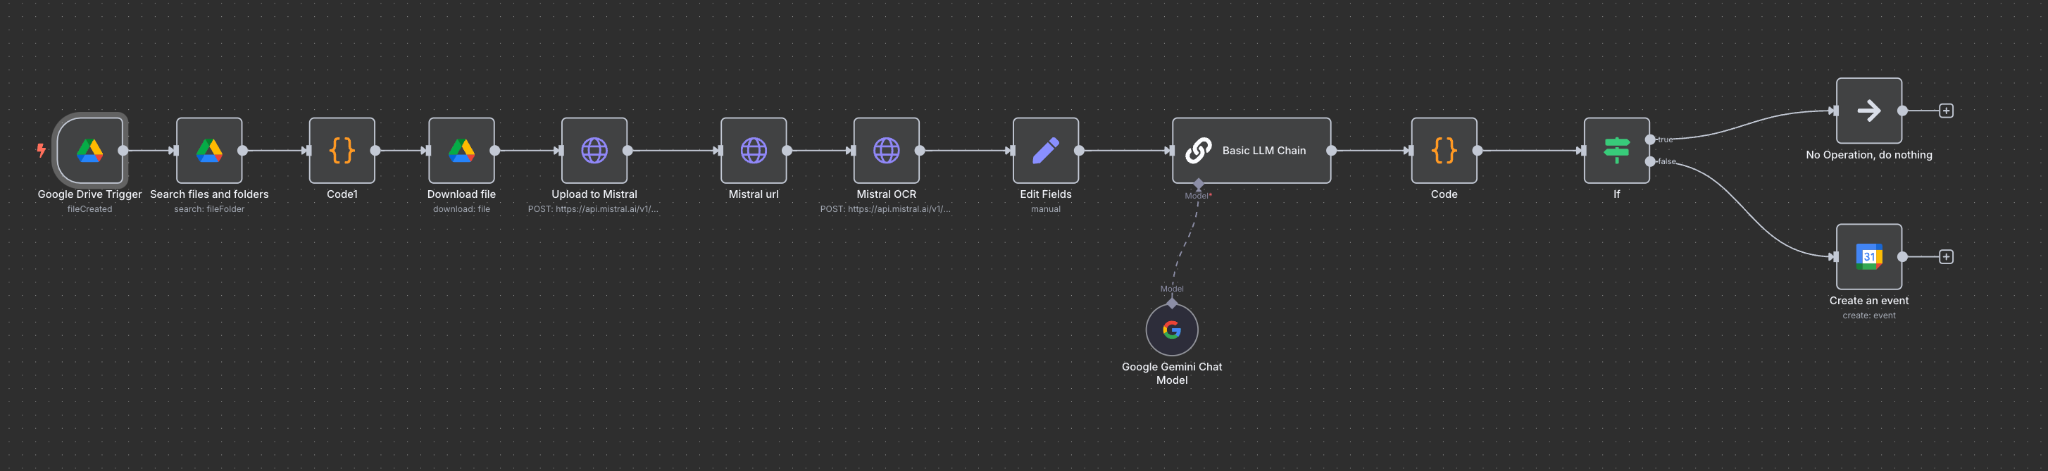 Google Drive Trigger
fileCreated
Search files and folders
search: fileFolder
{}
Code1
Download file
download: file
Upload to Mistral
POST: https://api.mistral.ai/v1/...
Mistral url
Mistral OCR
POST: https://api.mistral.ai/v1/...
Edit Fields
manual
Basic LLM Chain
Model*
Model
Google Gemini Chat
Model
{}
Code
If
true
false
No Operation, do nothing
31
Create an event
create: event